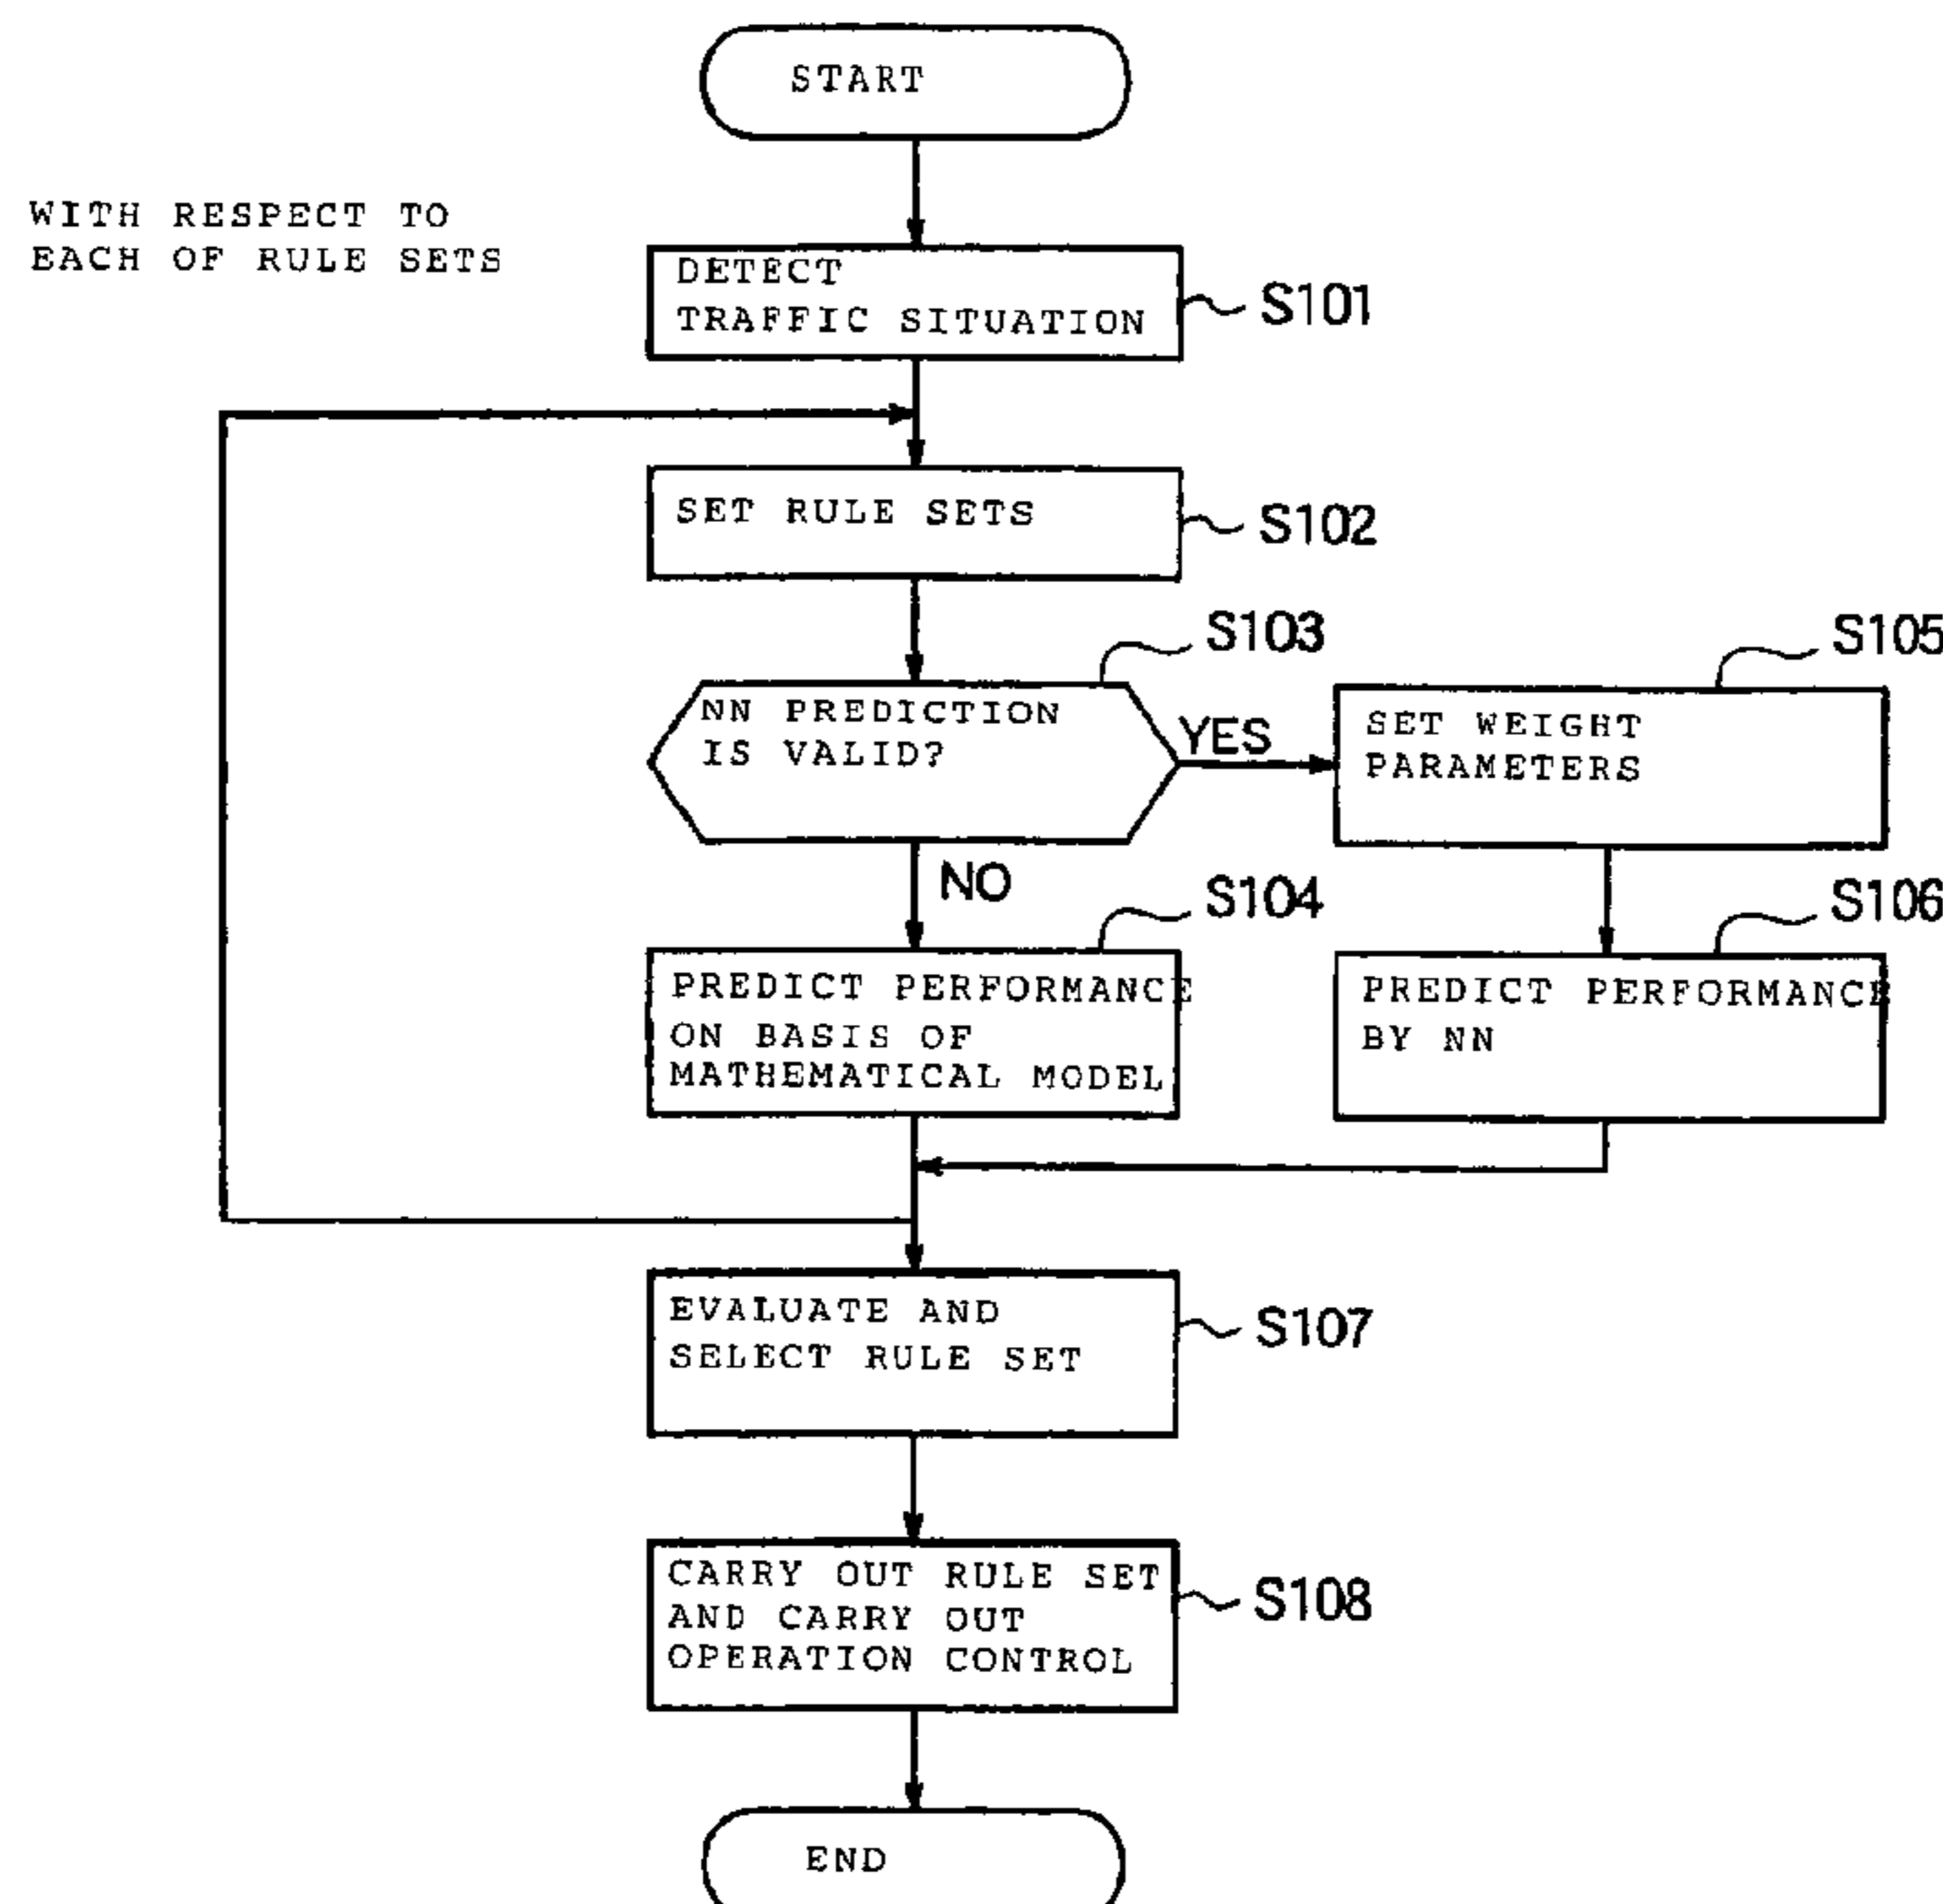 START
WITH RESPECT TO
EACH OF RULE SETS
DETECT
TRAFFIC SITUATION
S101
SET RULE SETS
S102
S103
NN PREDICTION
IS VALID?
YES
S105
SET WEIGHT
PARAMETERS
NO
S104
PREDICT PERFORMANCE
ON BASIS OF
MATHEMATICAL MODEL
S106
PREDICT PERFORMANCE
BY NN
EVALUATE AND
SELECT RULE SET
S107
CARRY OUT RULE SET
AND CARRY OUT
OPERATION CONTROL
S108
END